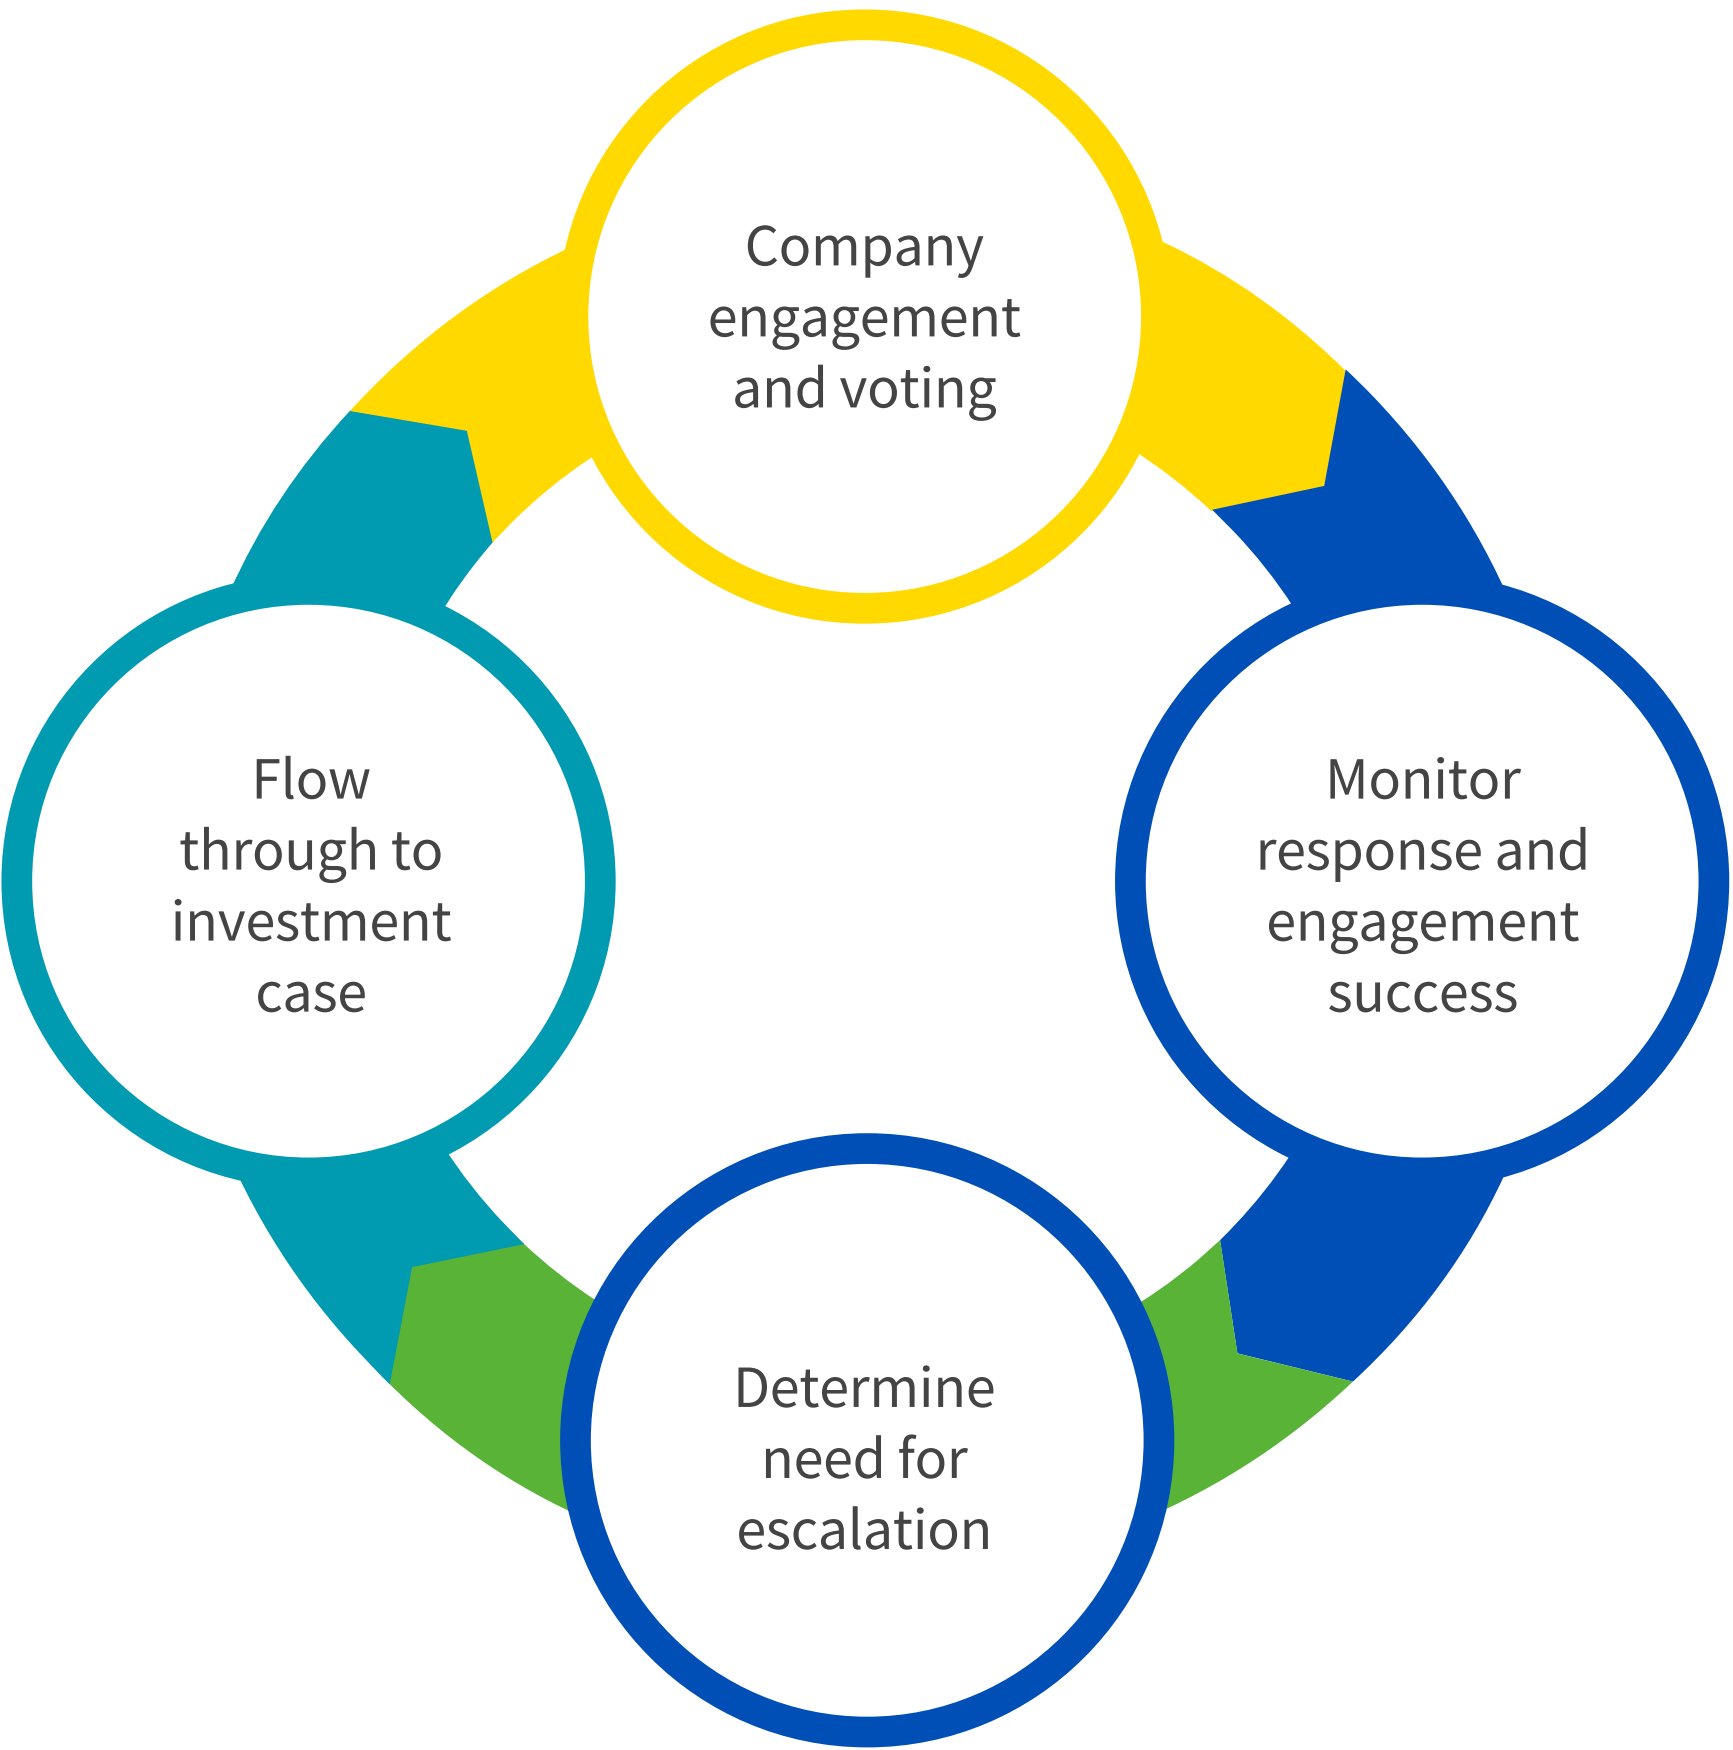 Company
engagement
and voting
Monitor
response and
engagement
success
Determine
need for
escalation
Flow
through to
investment
case